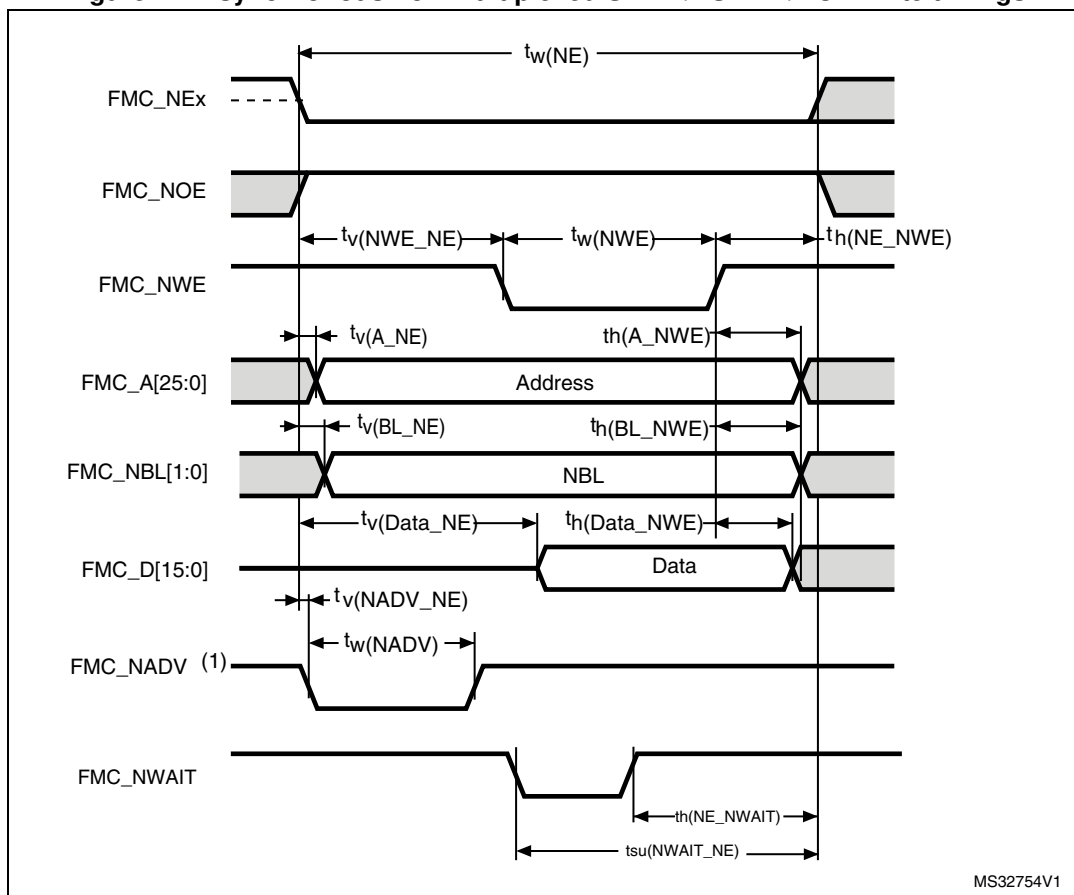 tw(NE)
FMC_NEx
FMC_NOE
tv(NWE_NE)
tw(NWE)
th(NE_NWE)
FMC_NWE
tv(A_NE)
th(A_NWE)
FMC_A[25:0]
Address
tv(BL_NE)
th(BL_NWE)
FMC_NBL[1:0]
NBL
tv(Data_NE)
th(Data_NWE)
FMC_D[15:0]
Data
tv(NADV_NE)
tw(NADV)
FMC_NADV (1)
FMC_NWAIT
th(NE_NWAIT)
tsu(NWAIT_NE)
MS32754V1